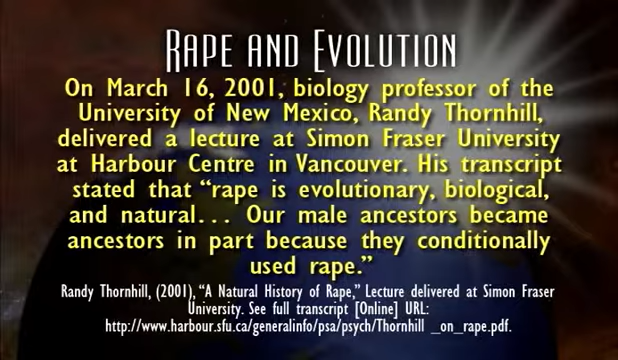 RAPE AND EVOLUTION
On March 16, 2001, biology professor of the
University of New Mexico, Randy Thornhill,
delivered a lecture at Simon Fraser University
at Harbour Centre in Vancouver. His transcript
stated that “rape is evolutionary, biological,
and natural... Our male ancestors became
ancestors in part because they conditionally
used rape.”
Randy Thornhill, (2001), “A Natural History of Rape,” Lecture delivered at Simon Fraser
University. See full transcript [Online] URL:
http://www.harbour.sfu.ca/generalinfo/psa/psych/Thornhill _on_rape.pdf.